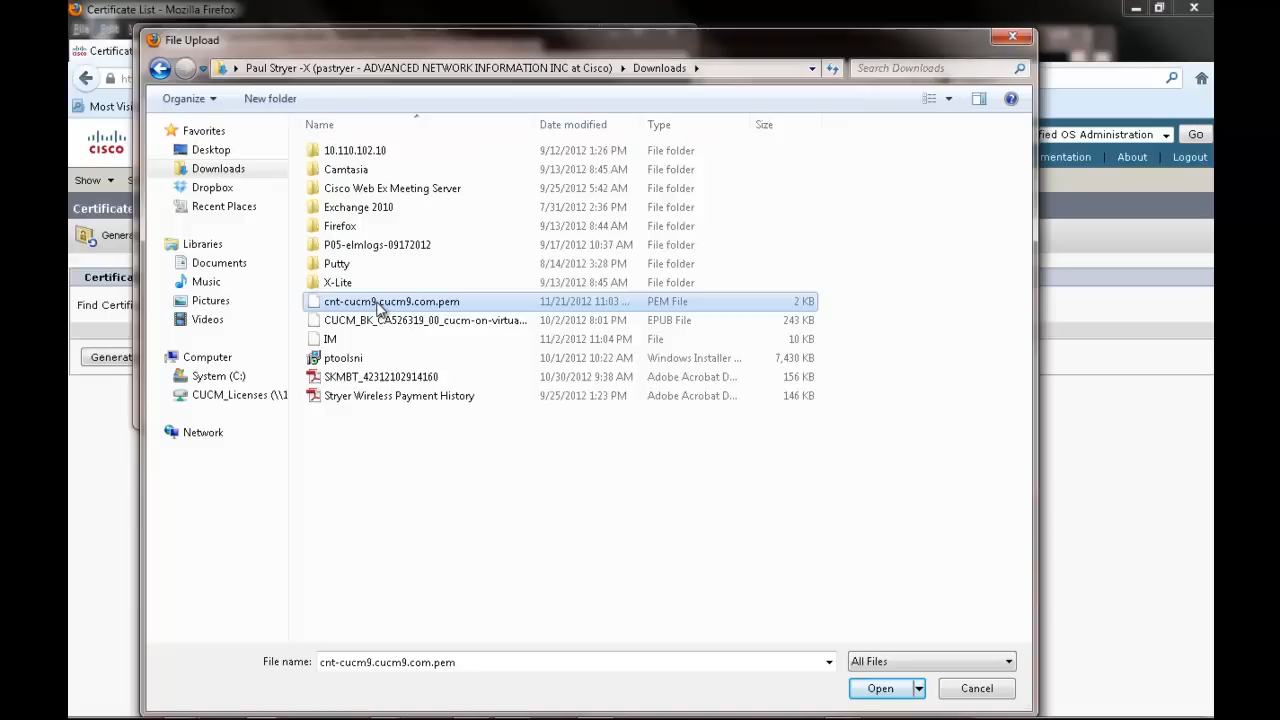 Certificate List - Mozilla Firefox
File Upload
Certificat
Paul Stryer -X (pastryer - ADVANCED NETWORK INFORMATION INC at Cisco) Downloads
Search Downloads
Most Visi
Organize
New folder
cisco
fied OS Administration
Go
mentation
About
Logout
Show
Certificate
Genera
Certifica
Find Certifi
Generat
Favorites
Desktop
Downloads
Dropbox
Recent Places
Libraries
Documents
Music
Pictures
Videos
Computer
System (C:)
CUCM_Licenses (\\1
Network
Name Date modified Type Size
10.110.102.10 9/12/2012 1:26 PM File folder
Camtasia 9/13/2012 8:45 AM File folder
Cisco Web Ex Meeting Server 9/25/2012 5:42 AM File folder
Exchange 2010 7/31/2012 2:36 PM File folder
Firefox 9/13/2012 8:44 AM File folder
P05-elmlogs-09172012 9/17/2012 10:37 AM File folder
Putty 8/14/2012 3:28 PM File folder
X-Lite 9/13/2012 8:45 AM File folder
cnt-cucm9.cucm9.com.pem 11/21/2012 11:03 ... PEM File 2 KB
CUCM_BK_CA526319_00_cucm-on-virtua... 10/2/2012 8:01 PM EPUB File 243 KB
IM 11/2/2012 11:04 PM File 10 KB
ptoolsni 10/1/2012 10:22 AM Windows Installer ... 7,430 KB
SKMBT_42312102914160 10/30/2012 9:38 AM Adobe Acrobat D... 156 KB
Stryer Wireless Payment History 9/25/2012 1:23 PM Adobe Acrobat D... 146 KB
File name: cnt-cucm9.cucm9.com.pem
All Files
Open
Cancel